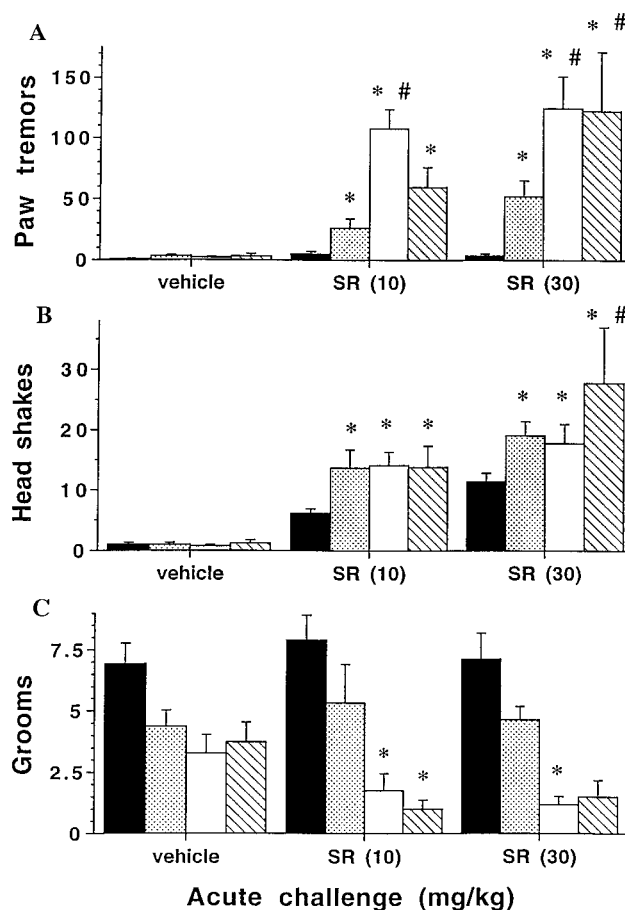 A
Paw tremors
150
100
50
0
* #
*
*
* #
* #
*
vehicle
SR (10)
SR (30)
B
Head shakes
30
20
10
0
* * *
* *
* #
vehicle
SR (10)
SR (30)
C
Grooms
7.5
5
2.5
0
* *
*
vehicle
SR (10)
SR (30)
Acute challenge (mg/kg)